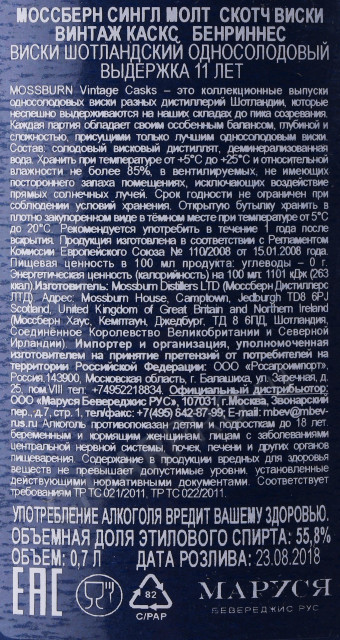 МОССБЕРН СИНГЛ МОЛТ СКОТЧ ВИСКИ
ВИНТАЖ КАСКС, БЕНРИННЕС
ВИСКИ ШОТЛАНДСКИЙ ОДНОСОЛОДОВЫЙ
ВЫДЕРЖКА 11 ЛЕТ
MOSSBURN Vintage Casks – это коллекционные выпуски
односолодовых виски разных дистиллерий Шотландии, которые
неспешно выдерживаются на наших складах до пика созревания.
Каждая партия обладает своим особенным балансом, глубиной и
сложностью, присущими только лучшим односолодовым виски.
Состав: солодовый висковый дистиллят, деминерализованная
вода. Хранить при температуре от +5°С до +25°С и относительной
влажности не более 85%, в вентилируемых, не имеющих
постороннего запаха помещениях, исключающих воздействие
прямых солнечных лучей. Срок годности не ограничен при
соблюдении условий хранения. Открытую бутылку хранить в
плотно закупоренном виде в тёмном месте при температуре от 5°С
до 20°С. Рекомендуется употребить в течение 1 года после
вскрытия. Продукция изготовлена в соответствии с Регламентом
Комиссии Европейского Союза № 110/2008 от 15.01.2008 года.
Пищевая ценность в 100 мл продукта: углеводы – 0 г.
Энергетическая ценность (калорийность) на 100 мл: 1101 кДж (263
ккал). Изготовитель: Mossburn Distillers LTD (Моссберн Дистиллерс
ЛТД). Адрес: Mossburn House, Camptown, Jedburgh TD8 6PJ
Scotland, United Kingdom of Great Britain and Northern Ireland
(Моссберн Хаус, Кемптаун, Джедбург, ТД 8 6ПД, Шотландия,
Соединённое Королевство Великобритании и Северной
Ирландии). Импортер и организация, уполномоченная
изготовителем на принятие претензий от потребителей на
территории Российской Федерации: ООО «Росагроимпорт»,
Россия 143900, Московская область, г. Балашиха, ул. Заречная, д.
25, пом VIII тел. +74952218834. Официальный дистрибьютор:
ООО «Маруся Бевереджис РУС», 107031, г.Москва, Звонарский
пер., д.7, стр. 1, тел/факс: +7(495) 642-87-99; E-mail: mbev@mbev-
rus.ru Алкоголь противопоказан детям и подросткам до 18 лет,
беременным и кормящим женщинам, лицам с заболеваниями
центральной нервной системы, почек, печени и других органов
пищеварения. Содержание в продукции вредных для здоровья
веществ не превышает допустимые уровни, установленные
действующими нормативными документами. Соответствует
требованиям ТР ТС 021/2011, ТР ТС 022/2011.
УПОТРЕБЛЕНИЕ АЛКОГОЛЯ ВРЕДИТ ВАШЕМУ ЗДОРОВЬЮ.
ОБЪЕМНАЯ ДОЛЯ ЭТИЛОВОГО СПИРТА: 55,8%
ОБЪЕМ: 0,7 Л ДАТА РОЗЛИВА: 23.08.2018
EAC
82
C/PAP
МАРУСЯ
БЕВЕРЕДЖИС РУС